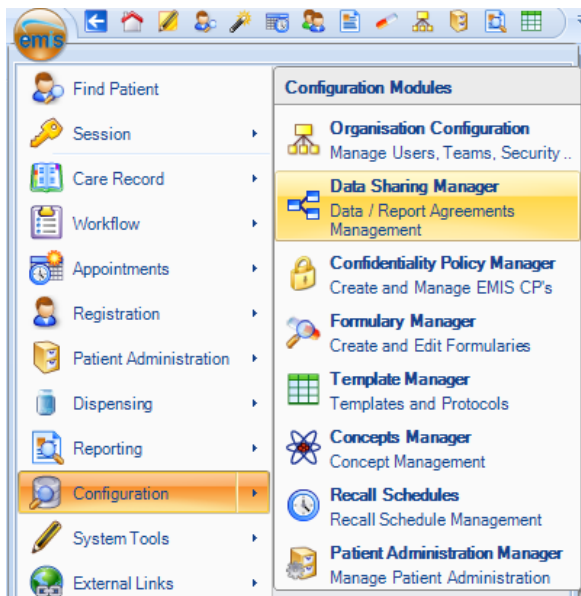 emis
Find Patient
Session
Care Record
Workflow
Appointments
Registration
Patient Administration
Dispensing
Reporting
Configuration
System Tools
External Links
Configuration Modules
Organisation Configuration
Manage Users, Teams, Security ..
Data Sharing Manager
Data / Report Agreements
Management
Confidentiality Policy Manager
Create and Manage EMIS CP's
Formulary Manager
Create and Edit Formularies
Template Manager
Templates and Protocols
Concepts Manager
Concept Management
Recall Schedules
Recall Schedule Management
Patient Administration Manager
Manage Patient Administration